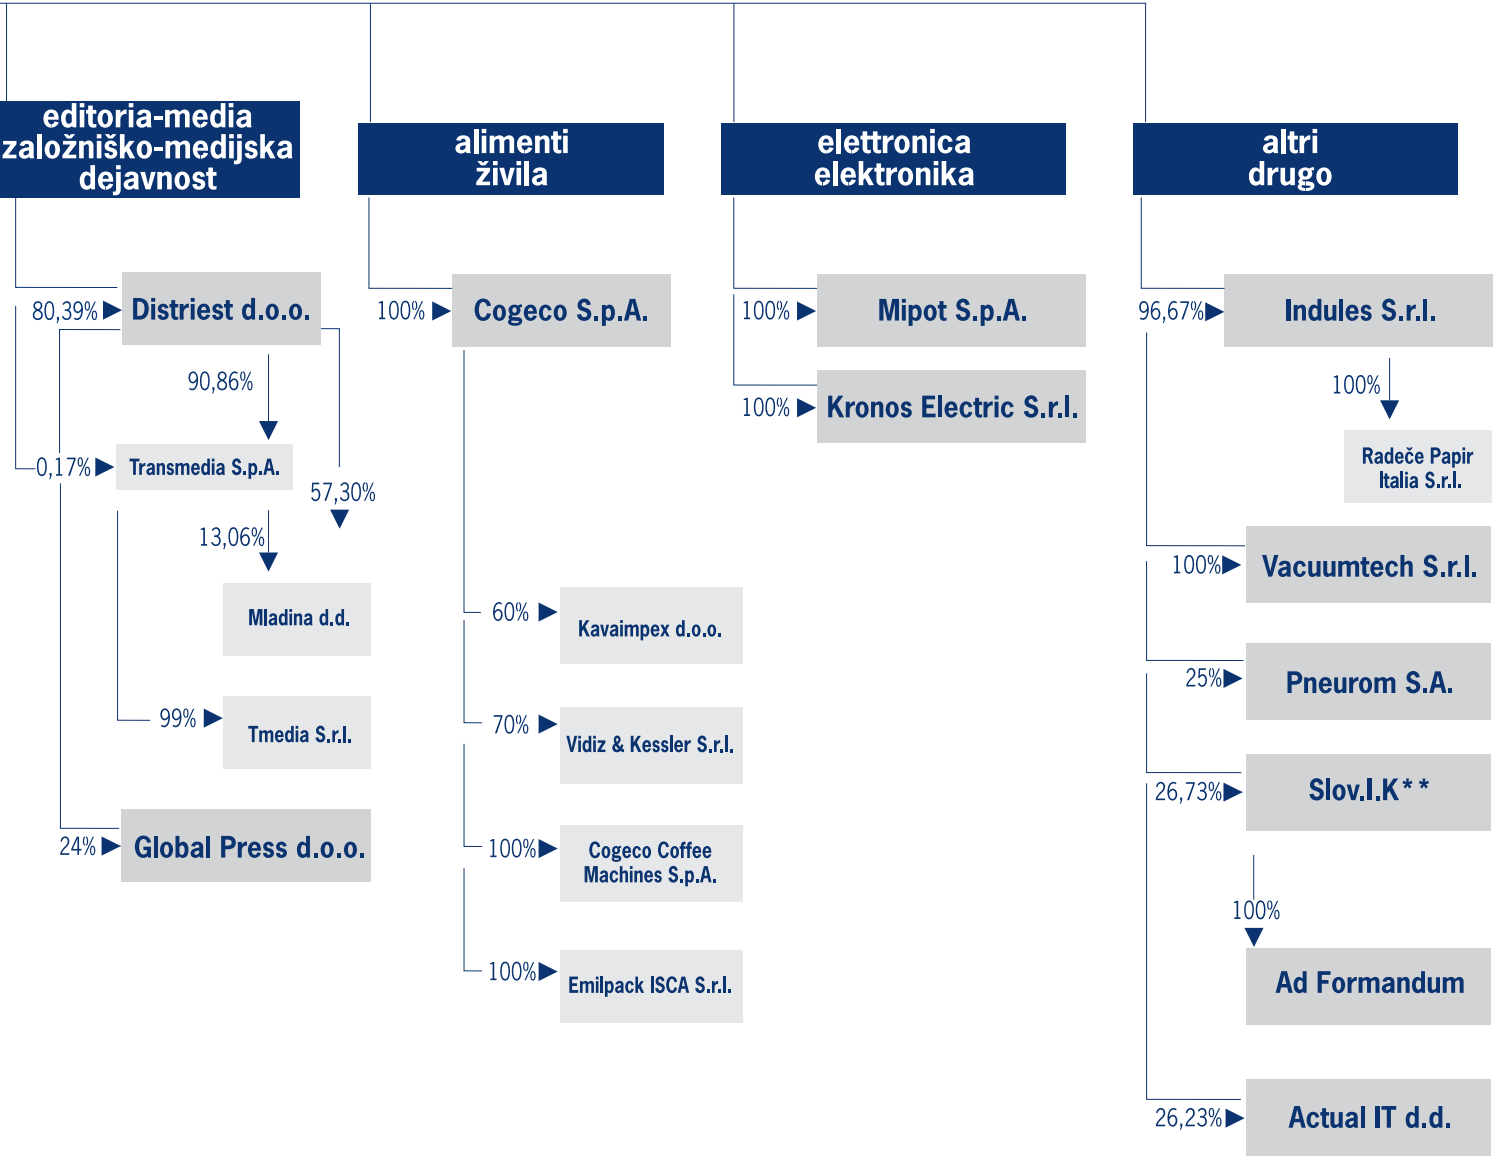 editoria-media
založniško-medijska
dejavnost
alimenti
živila
elettronica
elektronika
altri
drugo
80,39%
Distriest d.o.o.
90,86%
0,17%
Transmedia S.p.A.
57,30%
13,06%
Mladina d.d.
99%
Tmedia S.r.l.
24%
Global Press d.o.o.
100%
Cogeco S.p.A.
60%
Kavaimpex d.o.o.
70%
Vidiz & Kessler S.r.l.
100%
Cogeco Coffee
Machines S.p.A.
100%
Emilpack ISCA S.r.l.
100%
Mipot S.p.A.
100%
Kronos Electric S.r.l.
96,67%
Indules S.r.l.
100%
Radeče Papir
Italia S.r.l.
100%
Vacuumtech S.r.l.
25%
Pneurom S.A.
26,73%
Slov.I.K**
100%
Ad Formandum
26,23%
Actual IT d.d.